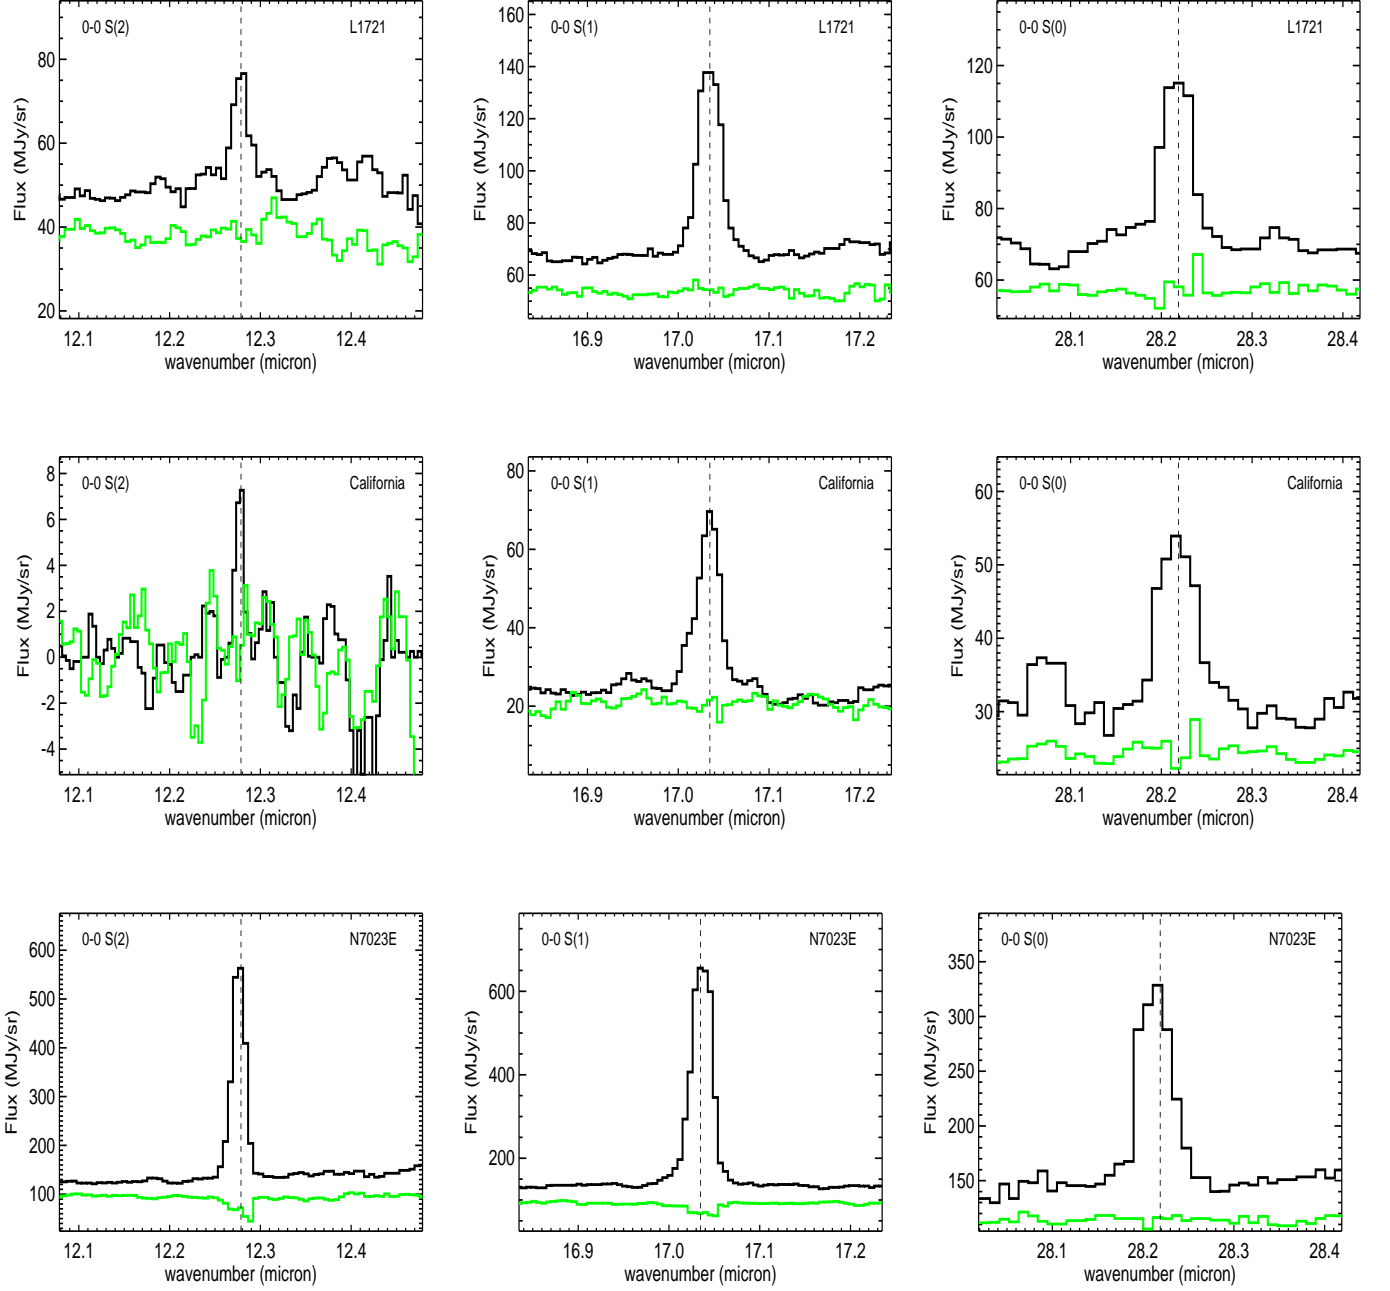 0-0 S(2) L1721
80
60
40
20
Flux (MJy/sr)
12.1 12.2 12.3 12.4
wavenumber (micron)
0-0 S(1) L1721
160
140
120
100
80
60
Flux (MJy/sr)
16.9 17.0 17.1 17.2
wavenumber (micron)
0-0 S(0) L1721
120
100
80
60
Flux (MJy/sr)
28.1 28.2 28.3 28.4
wavenumber (micron)
0-0 S(2) California
8
6
4
2
0
-2
-4
Flux (MJy/sr)
12.1 12.2 12.3 12.4
wavenumber (micron)
0-0 S(1) California
80
60
40
20
Flux (MJy/sr)
16.9 17.0 17.1 17.2
wavenumber (micron)
0-0 S(0) California
60
50
40
30
Flux (MJy/sr)
28.1 28.2 28.3 28.4
wavenumber (micron)
0-0 S(2) N7023E
600
500
400
300
200
100
Flux (MJy/sr)
12.1 12.2 12.3 12.4
wavenumber (micron)
0-0 S(1) N7023E
600
400
200
Flux (MJy/sr)
16.9 17.0 17.1 17.2
wavenumber (micron)
0-0 S(0) N7023E
350
300
250
200
150
Flux (MJy/sr)
28.1 28.2 28.3 28.4
wavenumber (micron)